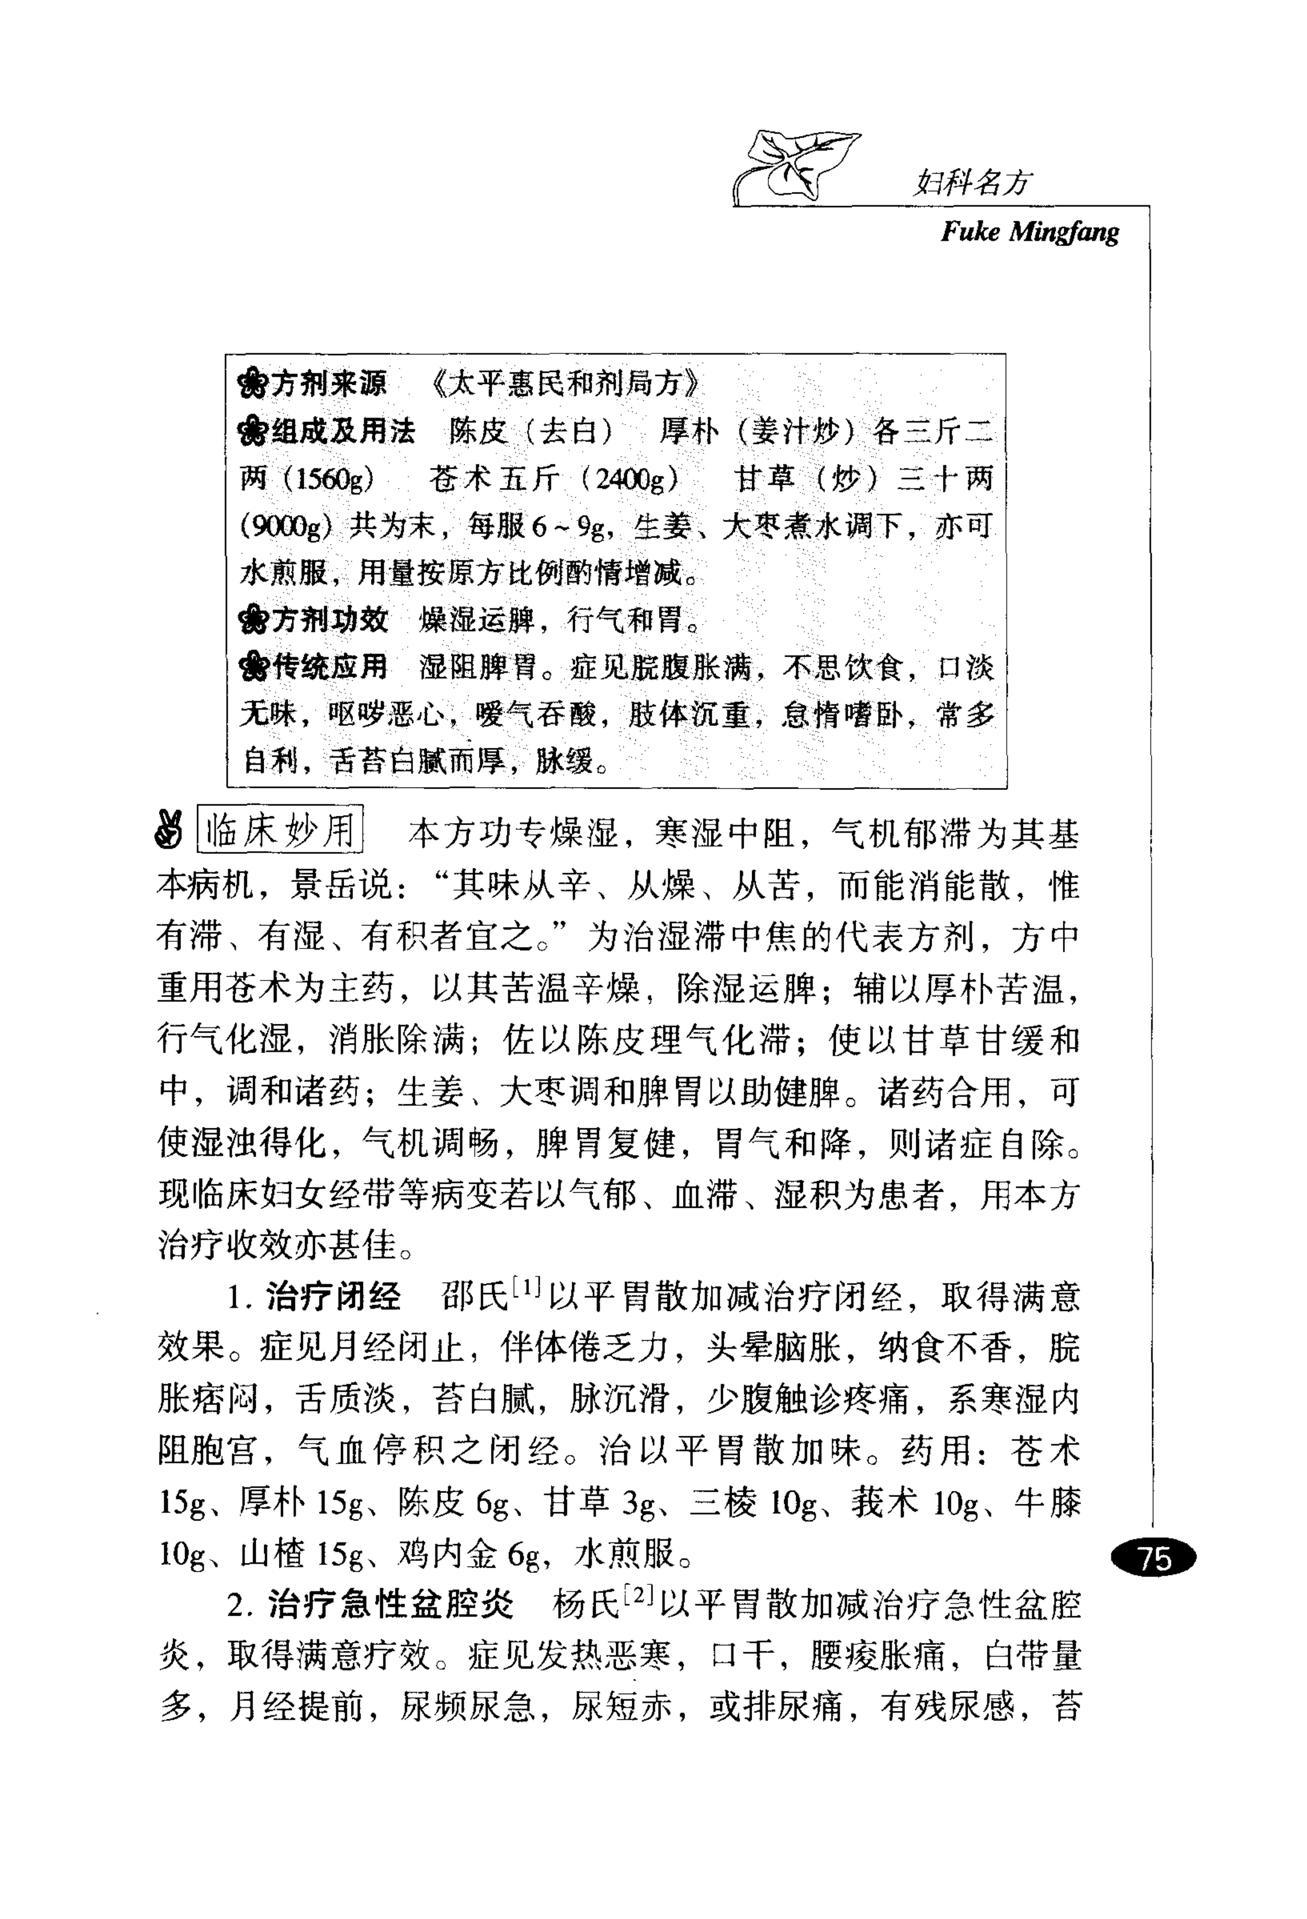 妇科名方
Fuke Mingfang
方剂来源 《太平惠民和剂局方》
组成及用法 陈皮（去白） 厚朴（姜汁炒）各三斤二
两（1560g） 苍术五斤（2400g） 甘草（炒）三十两
（9000g）共为末，每服6~9g，生姜、大枣煮水调下，亦可
水煎服，用量按原方比例酌情增减。
方剂功效 燥湿运脾，行气和胃。
传统应用 湿阻脾胃。症见脘腹胀满，不思饮食，口淡
无味，呕哕恶心，嗳气吞酸，肢体沉重，怠惰嗜卧，常多
自利，舌苔白腻而厚，脉缓。
临床妙用 本方功专燥湿，寒湿中阻，气机郁滞为其基
本病机，景岳说：“其味从辛、从燥、从苦，而能消能散，惟
有滞、有湿、有积者宜之。”为治湿滞中焦的代表方剂，方中
重用苍术为主药，以其苦温辛燥，除湿运脾；辅以厚朴苦温，
行气化湿，消胀除满；佐以陈皮理气化滞；使以甘草甘缓和
中，调和诸药；生姜、大枣调和脾胃以助健脾。诸药合用，可
使湿浊得化，气机调畅，脾胃复健，胃气和降，则诸症自除。
现临床妇女经带等病变若以气郁、血滞、湿积为患者，用本方
治疗收效亦甚佳。
1. 治疗闭经 邵氏[1]以平胃散加减治疗闭经，取得满意
效果。症见月经闭止，伴体倦乏力，头晕脑胀，纳食不香，脘
胀痞闷，舌质淡，苔白腻，脉沉滑，少腹触诊疼痛，系寒湿内
阻胞宫，气血停积之闭经。治以平胃散加味。药用：苍术
15g、厚朴 15g、陈皮 6g、甘草 3g、三棱 10g、莪术 10g、牛膝
10g、山楂 15g、鸡内金 6g，水煎服。
75
2. 治疗急性盆腔炎 杨氏[2]以平胃散加减治疗急性盆腔
炎，取得满意疗效。症见发热恶寒，口干，腰痠胀痛，白带量
多，月经提前，尿频尿急，尿短赤，或排尿痛，有残尿感，苔